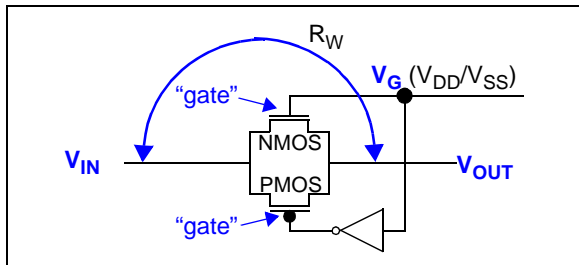 R_W
V_G (V_DD/V_SS)
“gate”
NMOS
V_IN
V_OUT
PMOS
“gate”